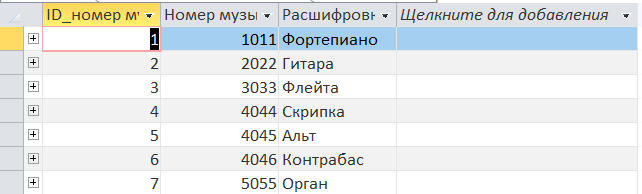 ID_номер му Номер музы Расшифровн Щелкните для добавления
1 1011 Фортепиано
2 2022 Гитара
3 3033 Флейта
4 4044 Скрипка
5 4045 Альт
6 4046 Контрабас
7 5055 Орган